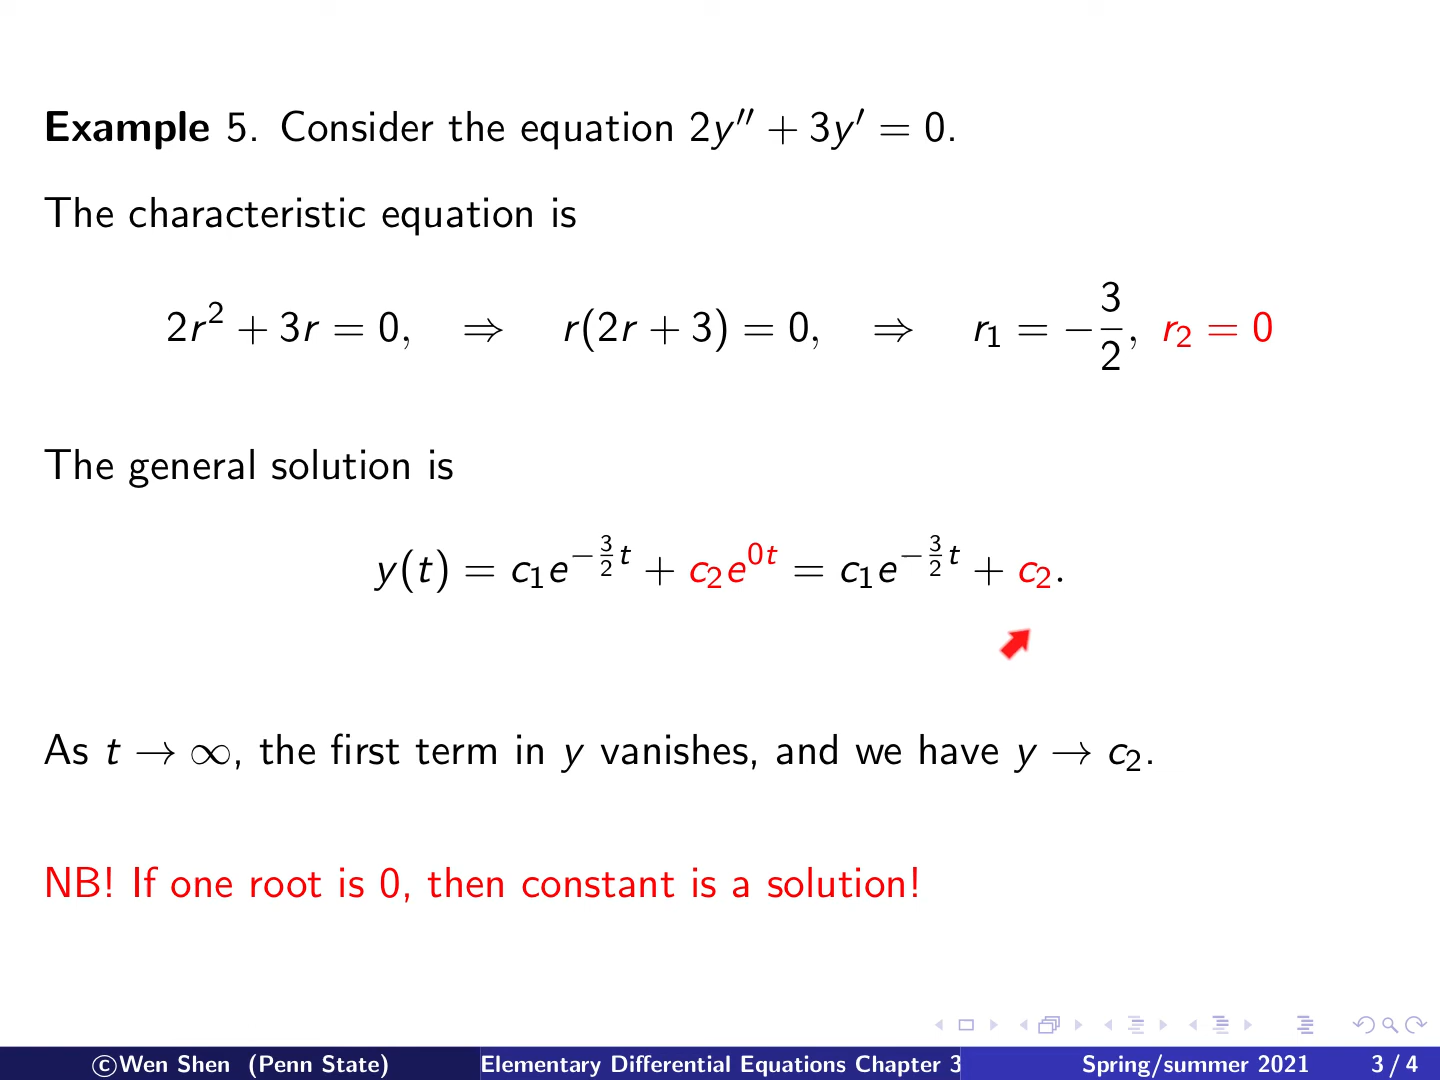 Example 5. Consider the equation 2y″ + 3y′ = 0.
The characteristic equation is
2r² + 3r = 0, ⇒ r(2r + 3) = 0, ⇒ r₁ = −3/2, r₂ = 0
The general solution is
y(t) = c₁e^{−3/2 t} + c₂e^{0t} = c₁e^{−3/2 t} + c₂.
As t → ∞, the first term in y vanishes, and we have y → c₂.
NB! If one root is 0, then constant is a solution!
©Wen Shen (Penn State) Elementary Differential Equations Chapter 3 Spring/summer 2021 3 / 4